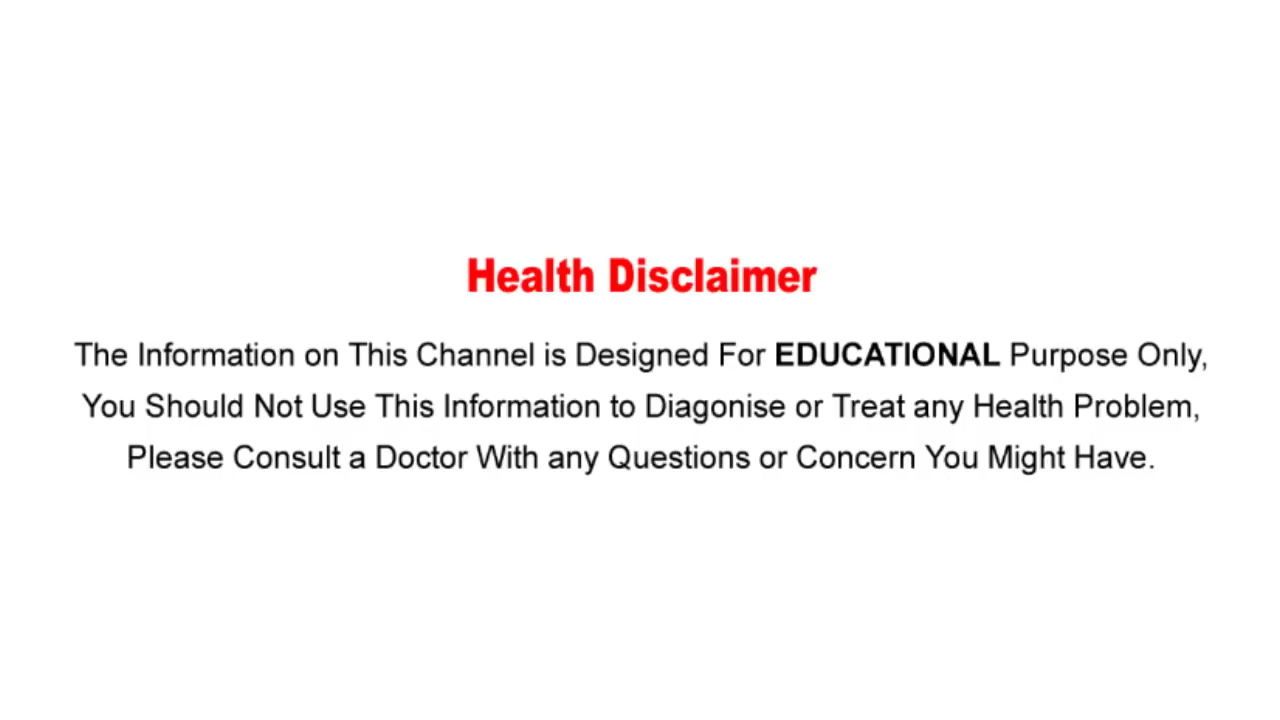 Health Disclaimer
The Information on This Channel is Designed For EDUCATIONAL Purpose Only,
You Should Not Use This Information to Diagonise or Treat any Health Problem,
Please Consult a Doctor With any Questions or Concern You Might Have.